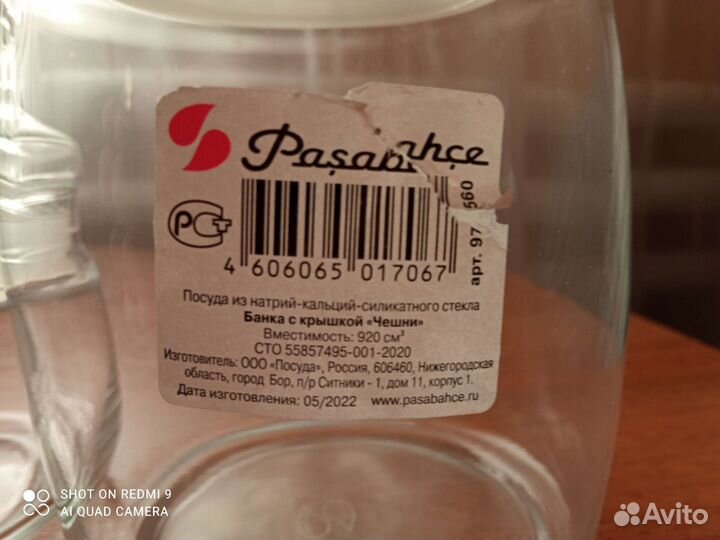 Paşabahçe
РСТ
арт. 97 560
4 606065 017067
Посуда из натрий-кальций-силикатного стекла
Банка с крышкой «Чешни»
Вместимость: 920 см³
СТО 55857495-001-2020
Изготовитель: ООО «Посуда», Россия, 606460, Нижегородская
область, город Бор, п/р Ситники - 1, дом 11, корпус 1.
Дата изготовления: 05/2022 www.pasabahce.ru
SHOT ON REDMI 9
AI QUAD CAMERA
Avito